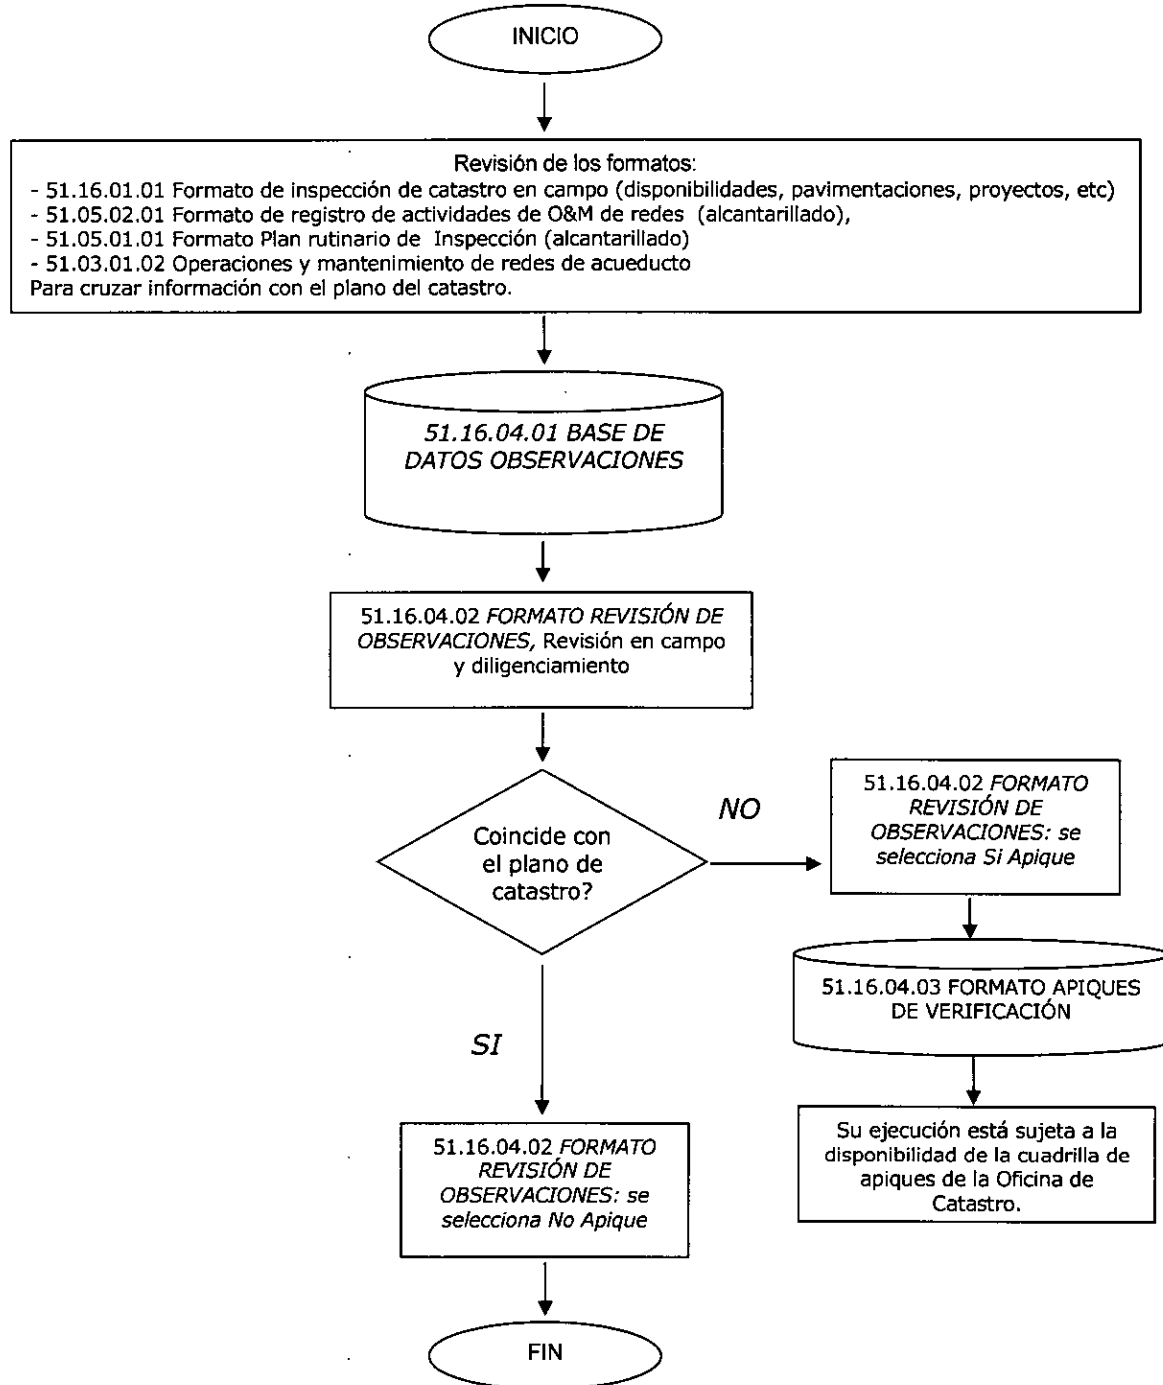 INICIO
Revisión de los formatos:
- 51.16.01.01 Formato de inspección de catastro en campo (disponibilidades, pavimentaciones, proyectos, etc)
- 51.05.02.01 Formato de registro de actividades de O&M de redes (alcantarillado),
- 51.05.01.01 Formato Plan rutinario de Inspección (alcantarillado)
- 51.03.01.02 Operaciones y mantenimiento de redes de acueducto
Para cruzar información con el plano del catastro.
51.16.04.01 BASE DE
DATOS OBSERVACIONES
51.16.04.02 FORMATO REVISIÓN DE
OBSERVACIONES, Revisión en campo
y diligenciamiento
Coincide con
el plano de
catastro?
NO
51.16.04.02 FORMATO
REVISIÓN DE
OBSERVACIONES: se
selecciona Si Apique
51.16.04.03 FORMATO APIQUES
DE VERIFICACIÓN
Su ejecución está sujeta a la
disponibilidad de la cuadrilla de
apiques de la Oficina de
Catastro.
SI
51.16.04.02 FORMATO
REVISIÓN DE
OBSERVACIONES: se
selecciona No Apique
FIN